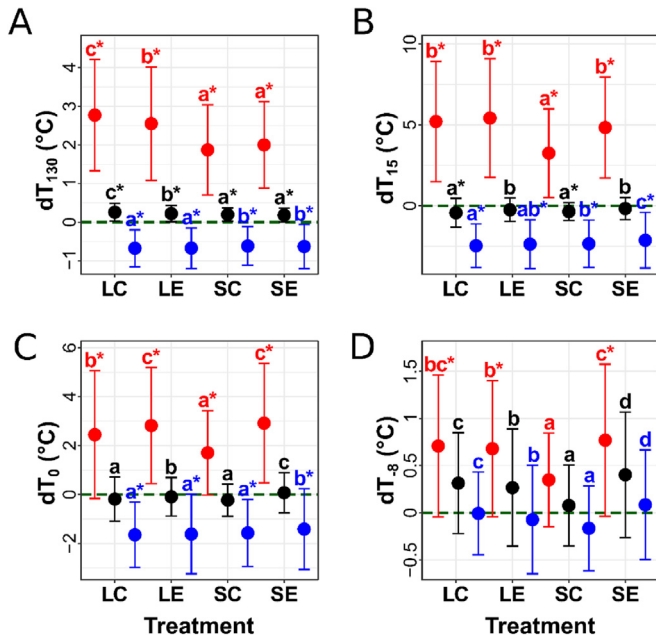 A
dT130 (°C)
4
3
2
1
0
−1
c* b* a* a*
c* b* a* a*
a* a* b* b*
LC LE SC SE
B
dT15 (°C)
10
5
0
b* b* a* b*
a* b a* b
a* ab* b* c*
LC LE SC SE
C
dT0 (°C)
6
4
2
0
−2
b* c* a* c*
a b a c
a* a* a* b*
LC LE SC SE
Treatment
D
dT-8 (°C)
1.5
1
0.5
0
−0.5
bc* b* a c*
c b a d
c b a d
LC LE SC SE
Treatment